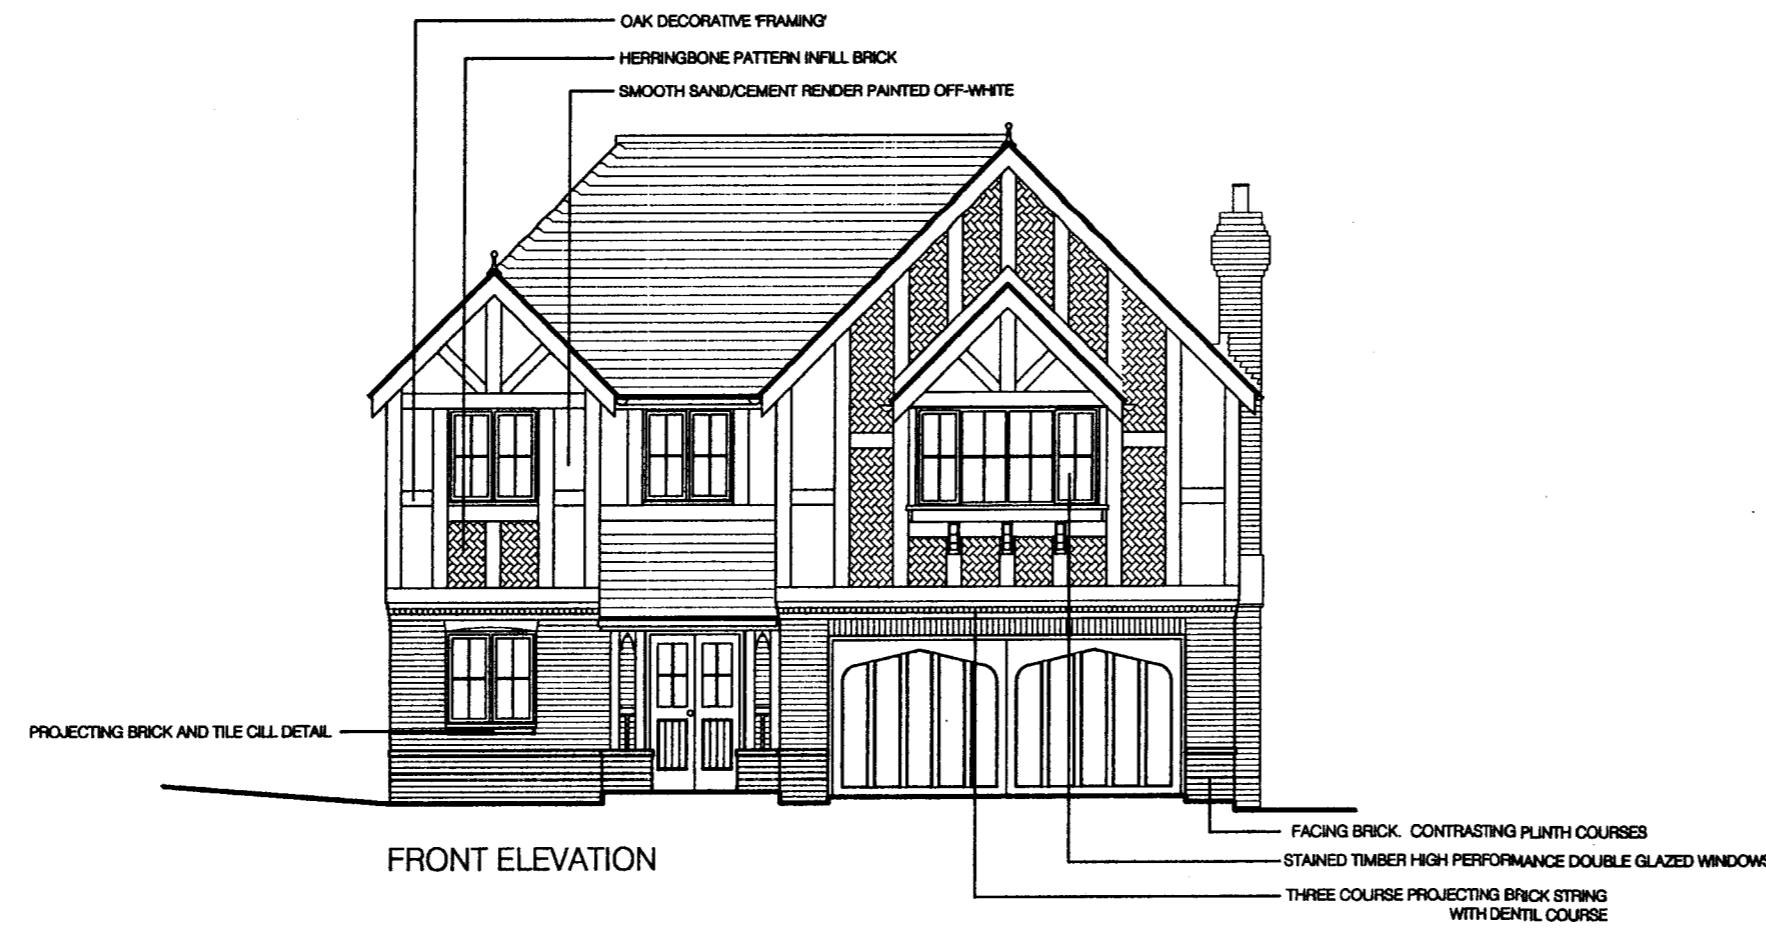 OAK DECORATIVE 'FRAMING'
HERRINGBONE PATTERN INFILL BRICK
SMOOTH SAND/CEMENT RENDER PAINTED OFF-WHITE
PROJECTING BRICK AND TILE CILL DETAIL
FRONT ELEVATION
FACING BRICK. CONTRASTING PLINTH COURSES
STAINED TIMBER HIGH PERFORMANCE DOUBLE GLAZED WINDOWS
THREE COURSE PROJECTING BRICK STRING
WITH DENTIL COURSE